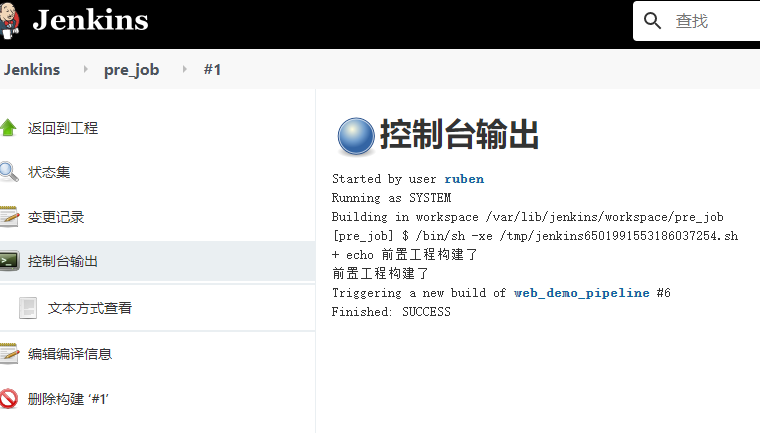 Jenkins
查找
Jenkins pre_job #1
返回到工程
状态集
变更记录
控制台输出
文本方式查看
编辑编译信息
删除构建 ‘#1’
控制台输出
Started by user ruben
Running as SYSTEM
Building in workspace /var/lib/jenkins/workspace/pre_job
[pre_job] $ /bin/sh -xe /tmp/jenkins6501991553186037254.sh
+ echo 前置工程构建了
前置工程构建了
Triggering a new build of web_demo_pipeline #6
Finished: SUCCESS